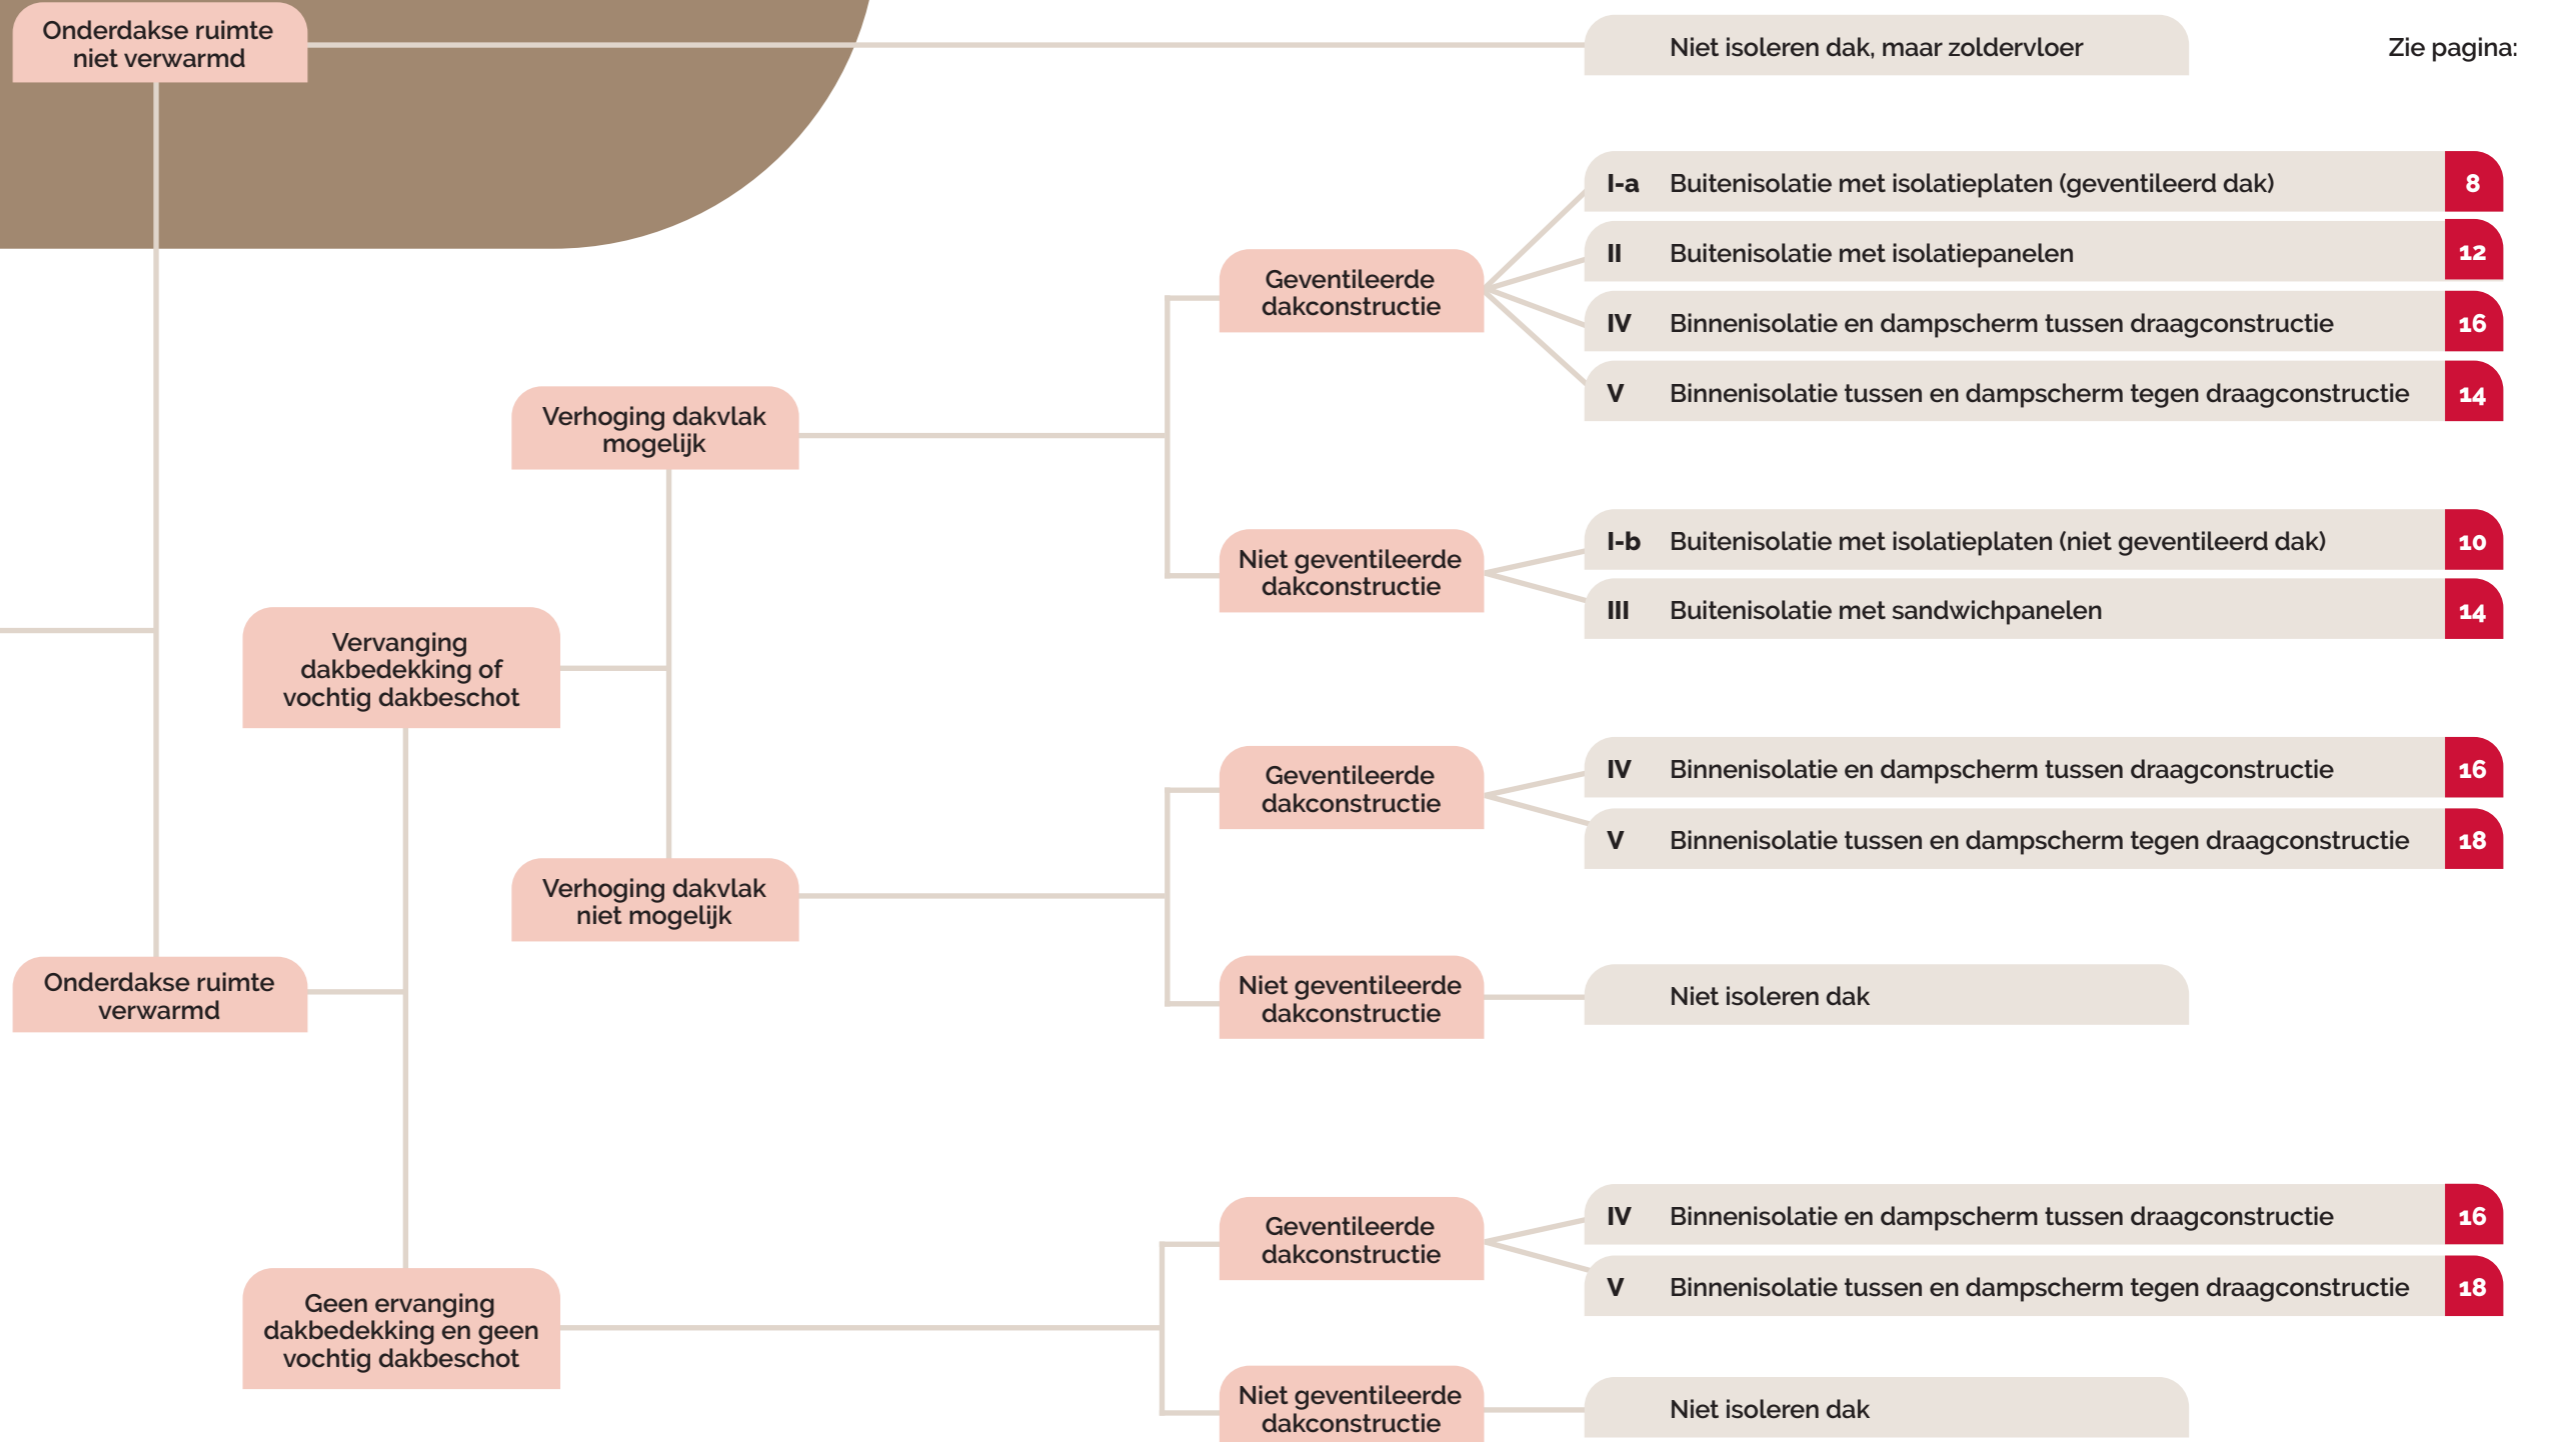 Onderdakse ruimte
niet verwarmd
Niet isoleren dak, maar zoldervloer
Zie pagina:
I-a Buitenisolatie met isolatieplaten (geventileerd dak) 8
II Buitenisolatie met isolatiepanelen 12
Geventileerde
dakconstructie
IV Binnenisolatie en dampscherm tussen draagconstructie 16
V Binnenisolatie tussen en dampscherm tegen draagconstructie 14
Verhoging dakvlak
mogelijk
I-b Buitenisolatie met isolatieplaten (niet geventileerd dak) 10
Niet geventileerde
dakconstructie
III Buitenisolatie met sandwichpanelen 14
Vervanging
dakbedekking of
vochtig dakbeschot
Geventileerde
dakconstructie
IV Binnenisolatie en dampscherm tussen draagconstructie 16
V Binnenisolatie tussen en dampscherm tegen draagconstructie 18
Verhoging dakvlak
niet mogelijk
Onderdakse ruimte
verwarmd
Niet geventileerde
dakconstructie
Niet isoleren dak
Geventileerde
dakconstructie
IV Binnenisolatie en dampscherm tussen draagconstructie 16
V Binnenisolatie tussen en dampscherm tegen draagconstructie 18
Geen ervanging
dakbedekking en geen
vochtig dakbeschot
Niet geventileerde
dakconstructie
Niet isoleren dak